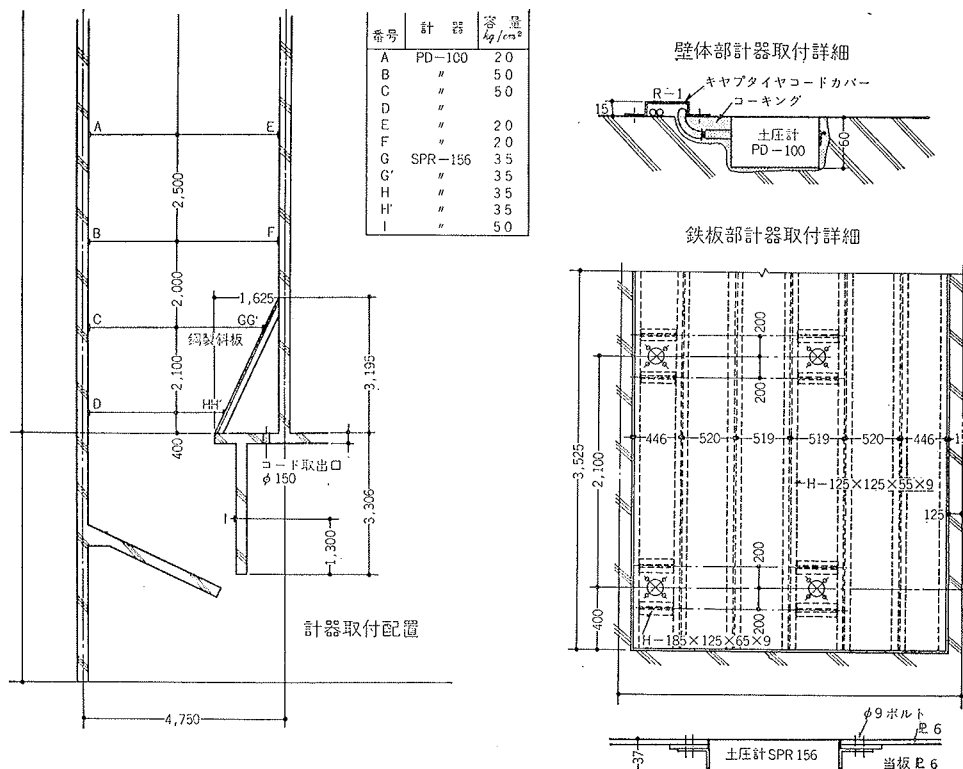 番号 計器 容量 kg/cm²
A PD-100 20
B 〃 50
C 〃 50
D 〃
E 〃 20
F 〃 20
G SPR-156 35
G' 〃 35
H 〃 35
H' 〃 35
I 〃 50
A
E
2,500
B
F
2,000
1,625
C
GG'
鋼製斜板
2,100
3,195
D
HH'
400
コード取出口
φ150
3,306
I
1,300
計器取付配置
4,750
壁体部計器取付詳細
キャプタイヤコードカバー
R-1
コーキング
15
土圧計
PD-100
60
鉄板部計器取付詳細
200
200
446 520 519 519 520 446
3,525
2,100
H-125×125×55×9
125
200
200
400
H-185×125×65×9
φ9ボルト
37
土圧計SPR156
当板